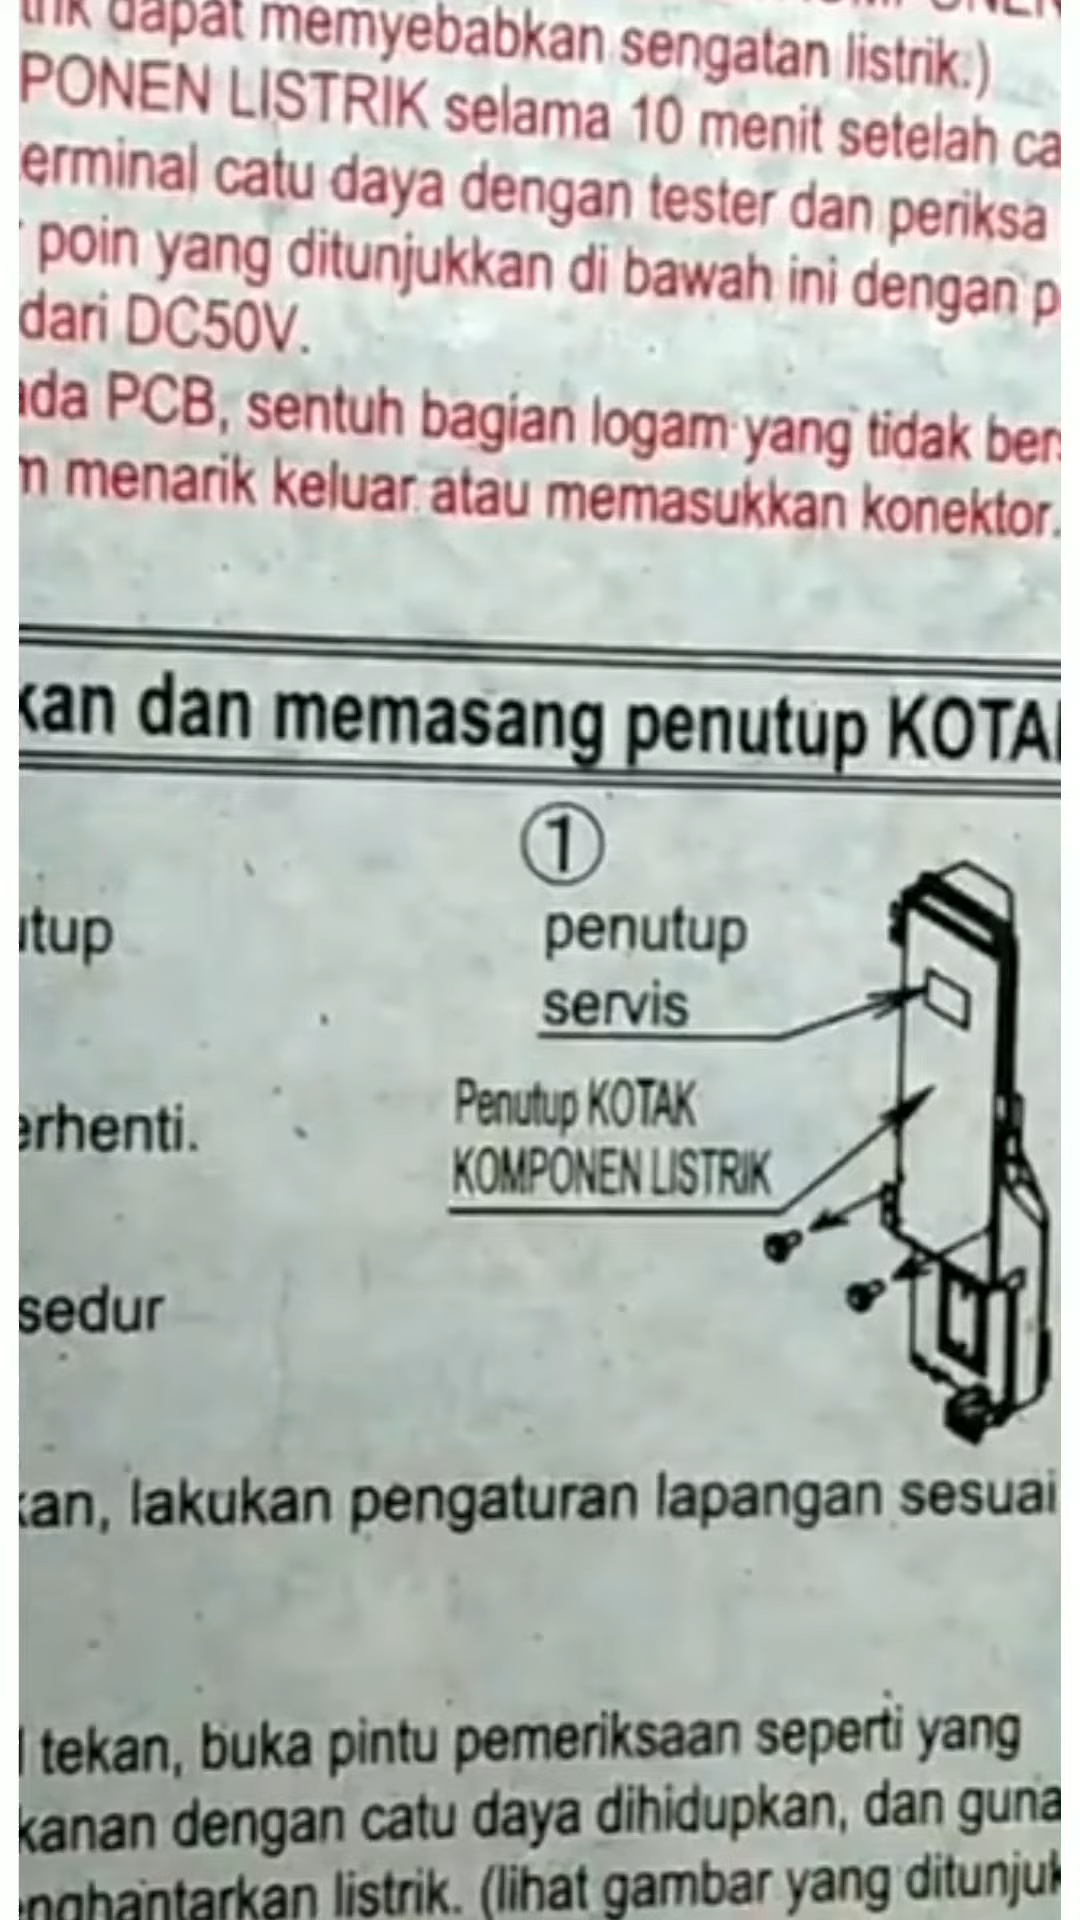 dapat memyebabkan sengatan listrik.)
PONEN LISTRIK selama 10 menit setelah ca
erminal catu daya dengan tester dan periksa
poin yang ditunjukkan di bawah ini dengan p
dari DC50V.
da PCB, sentuh bagian logam yang tidak ber
m menarik keluar atau memasukkan konektor.
kan dan memasang penutup KOTA
1
tup
penutup
servis
erhenti.
Penutup KOTAK
KOMPONEN LISTRIK
sedur
kan, lakukan pengaturan lapangan sesuai
tekan, buka pintu pemeriksaan seperti yang
kanan dengan catu daya dihidupkan, dan guna
nghantarkan listrik. (lihat gambar yang ditunjuk